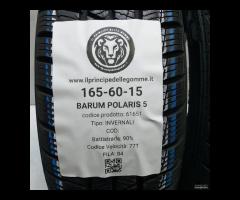 www.ilprincipedellegomme.it
165-60-15
BARUM POLARIS 5
codice prodotto: 61651
Tipo: INVERNALI
COD:
Battistrada: 90%
Codice Velocità: 77T
FILA: B4